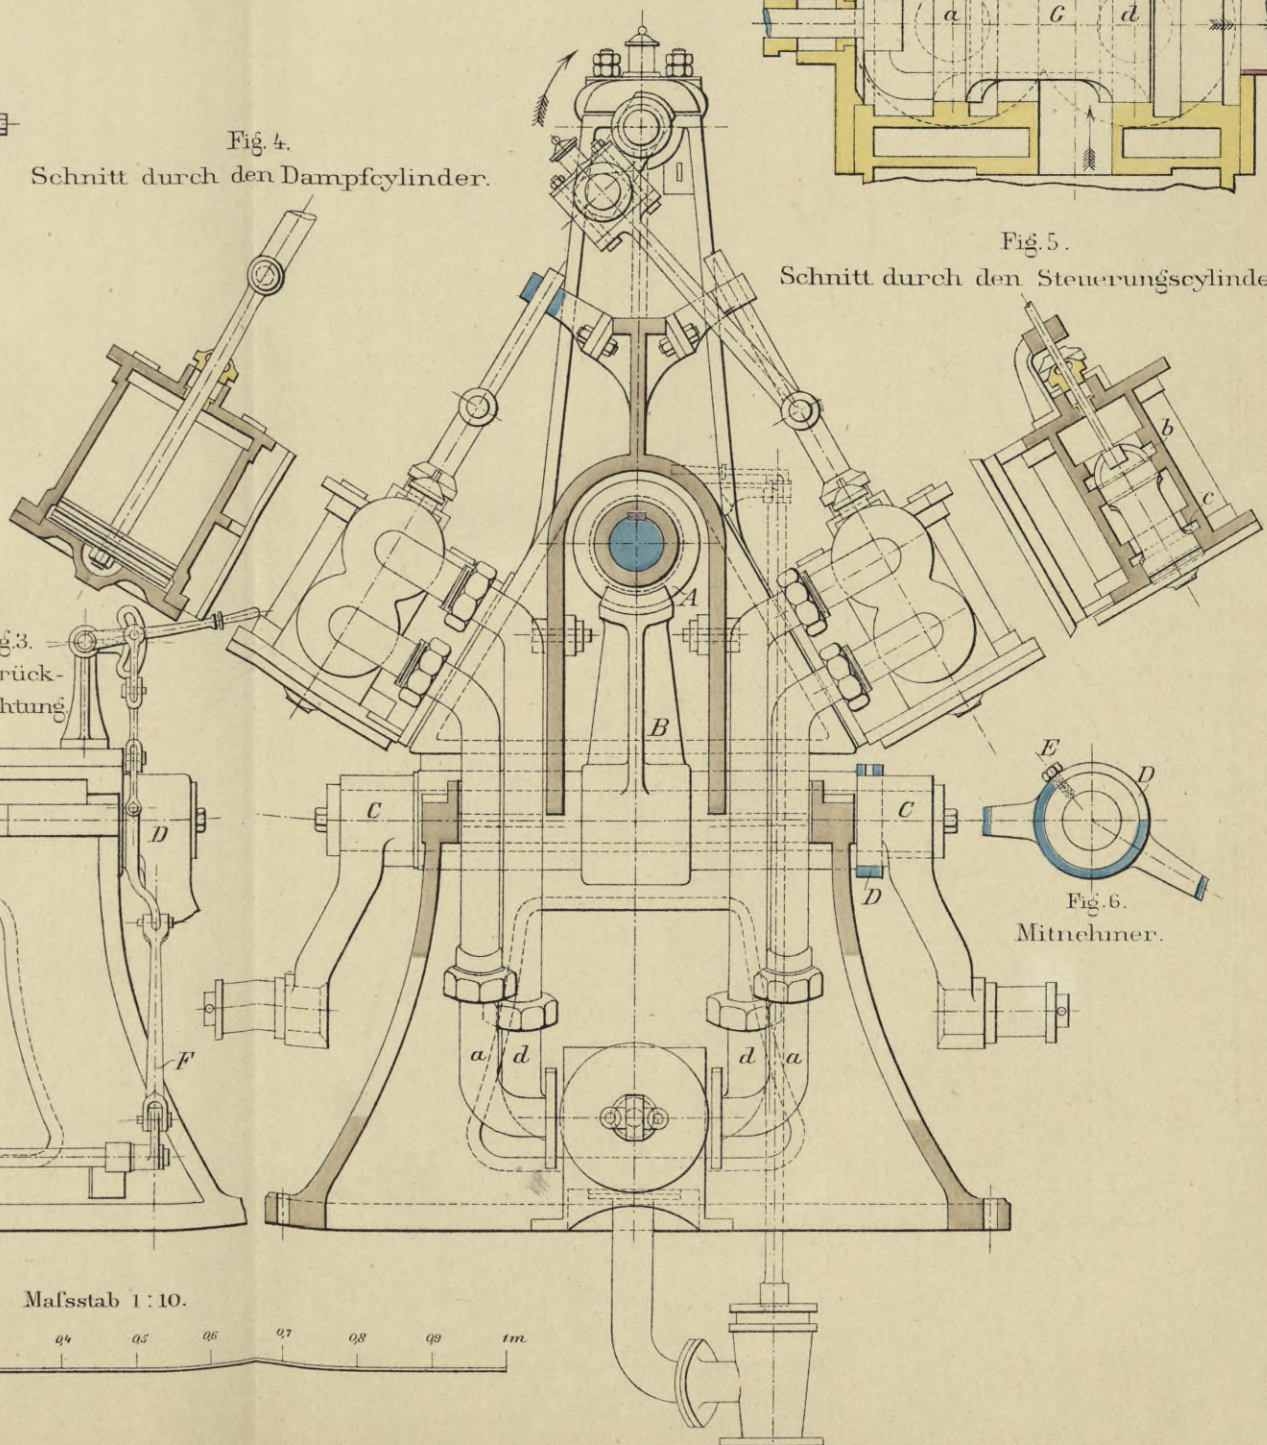 a G d
Fig. 4.
Schnitt durch den Dampfcylinder.
Fig. 5.
Schnitt durch den Steuerungscylinde
b
c
A
g.3.
rück-
htung.
B
E
D
C
C
D
D
Fig. 6.
Mitnehmer.
F
a d d a
Maſsstab 1:10.
0,4 0,5 0,6 0,7 0,8 0,9 1m